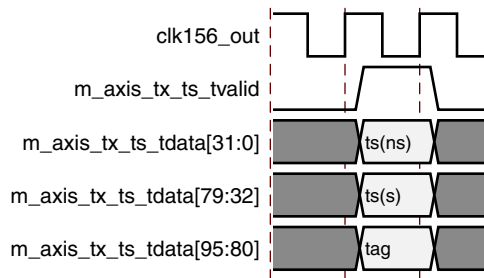 clk156_out
m_axis_tx_ts_tvalid
m_axis_tx_ts_tdata[31:0] ts(ns)
m_axis_tx_ts_tdata[79:32] ts(s)
m_axis_tx_ts_tdata[95:80] tag